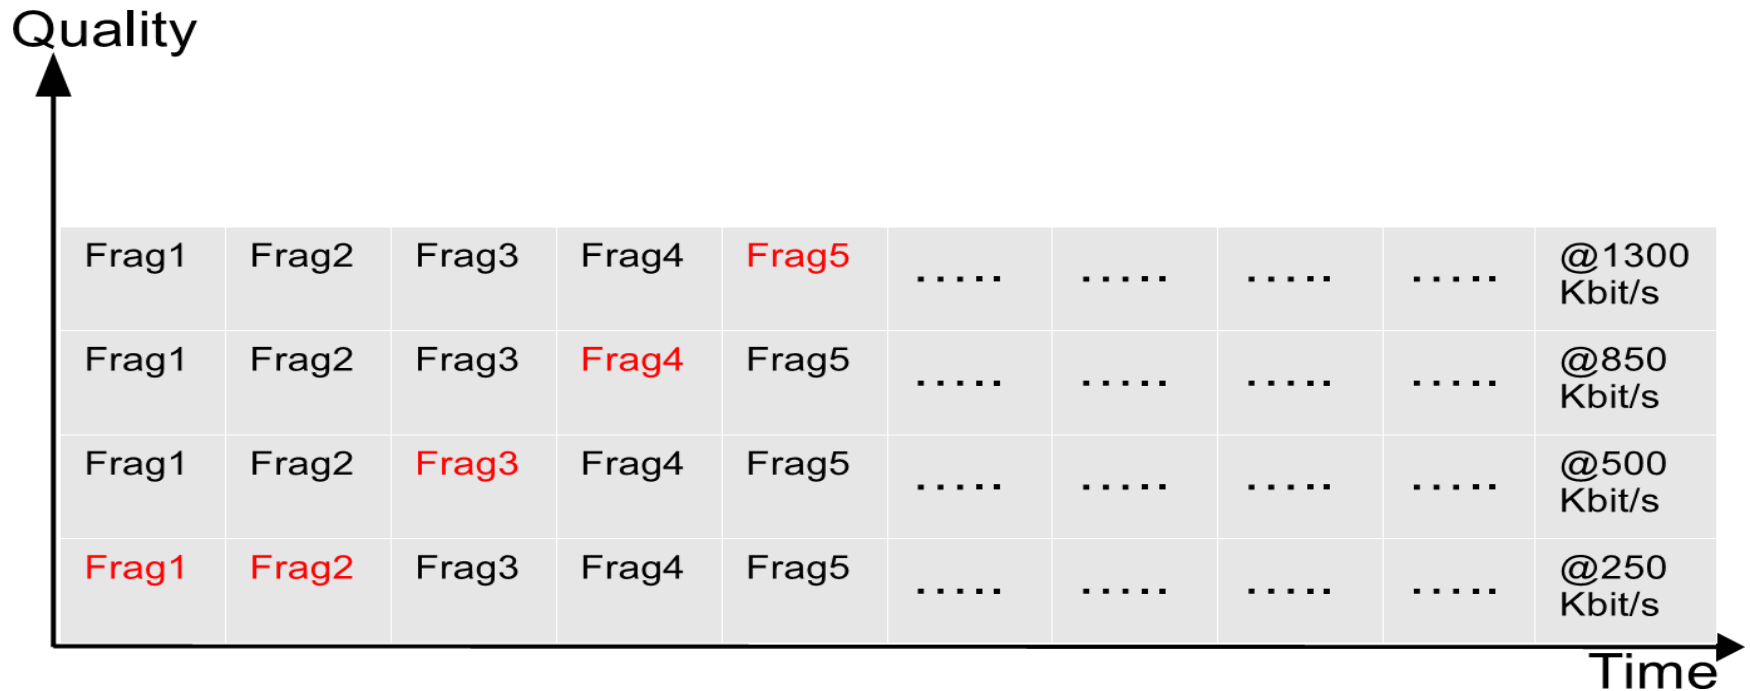 Quality
Frag1 Frag2 Frag3 Frag4 Frag5 ..... ..... ..... ..... @1300
Kbit/s
Frag1 Frag2 Frag3 Frag4 Frag5 ..... ..... ..... ..... @850
Kbit/s
Frag1 Frag2 Frag3 Frag4 Frag5 ..... ..... ..... ..... @500
Kbit/s
Frag1 Frag2 Frag3 Frag4 Frag5 ..... ..... ..... ..... @250
Kbit/s
Time